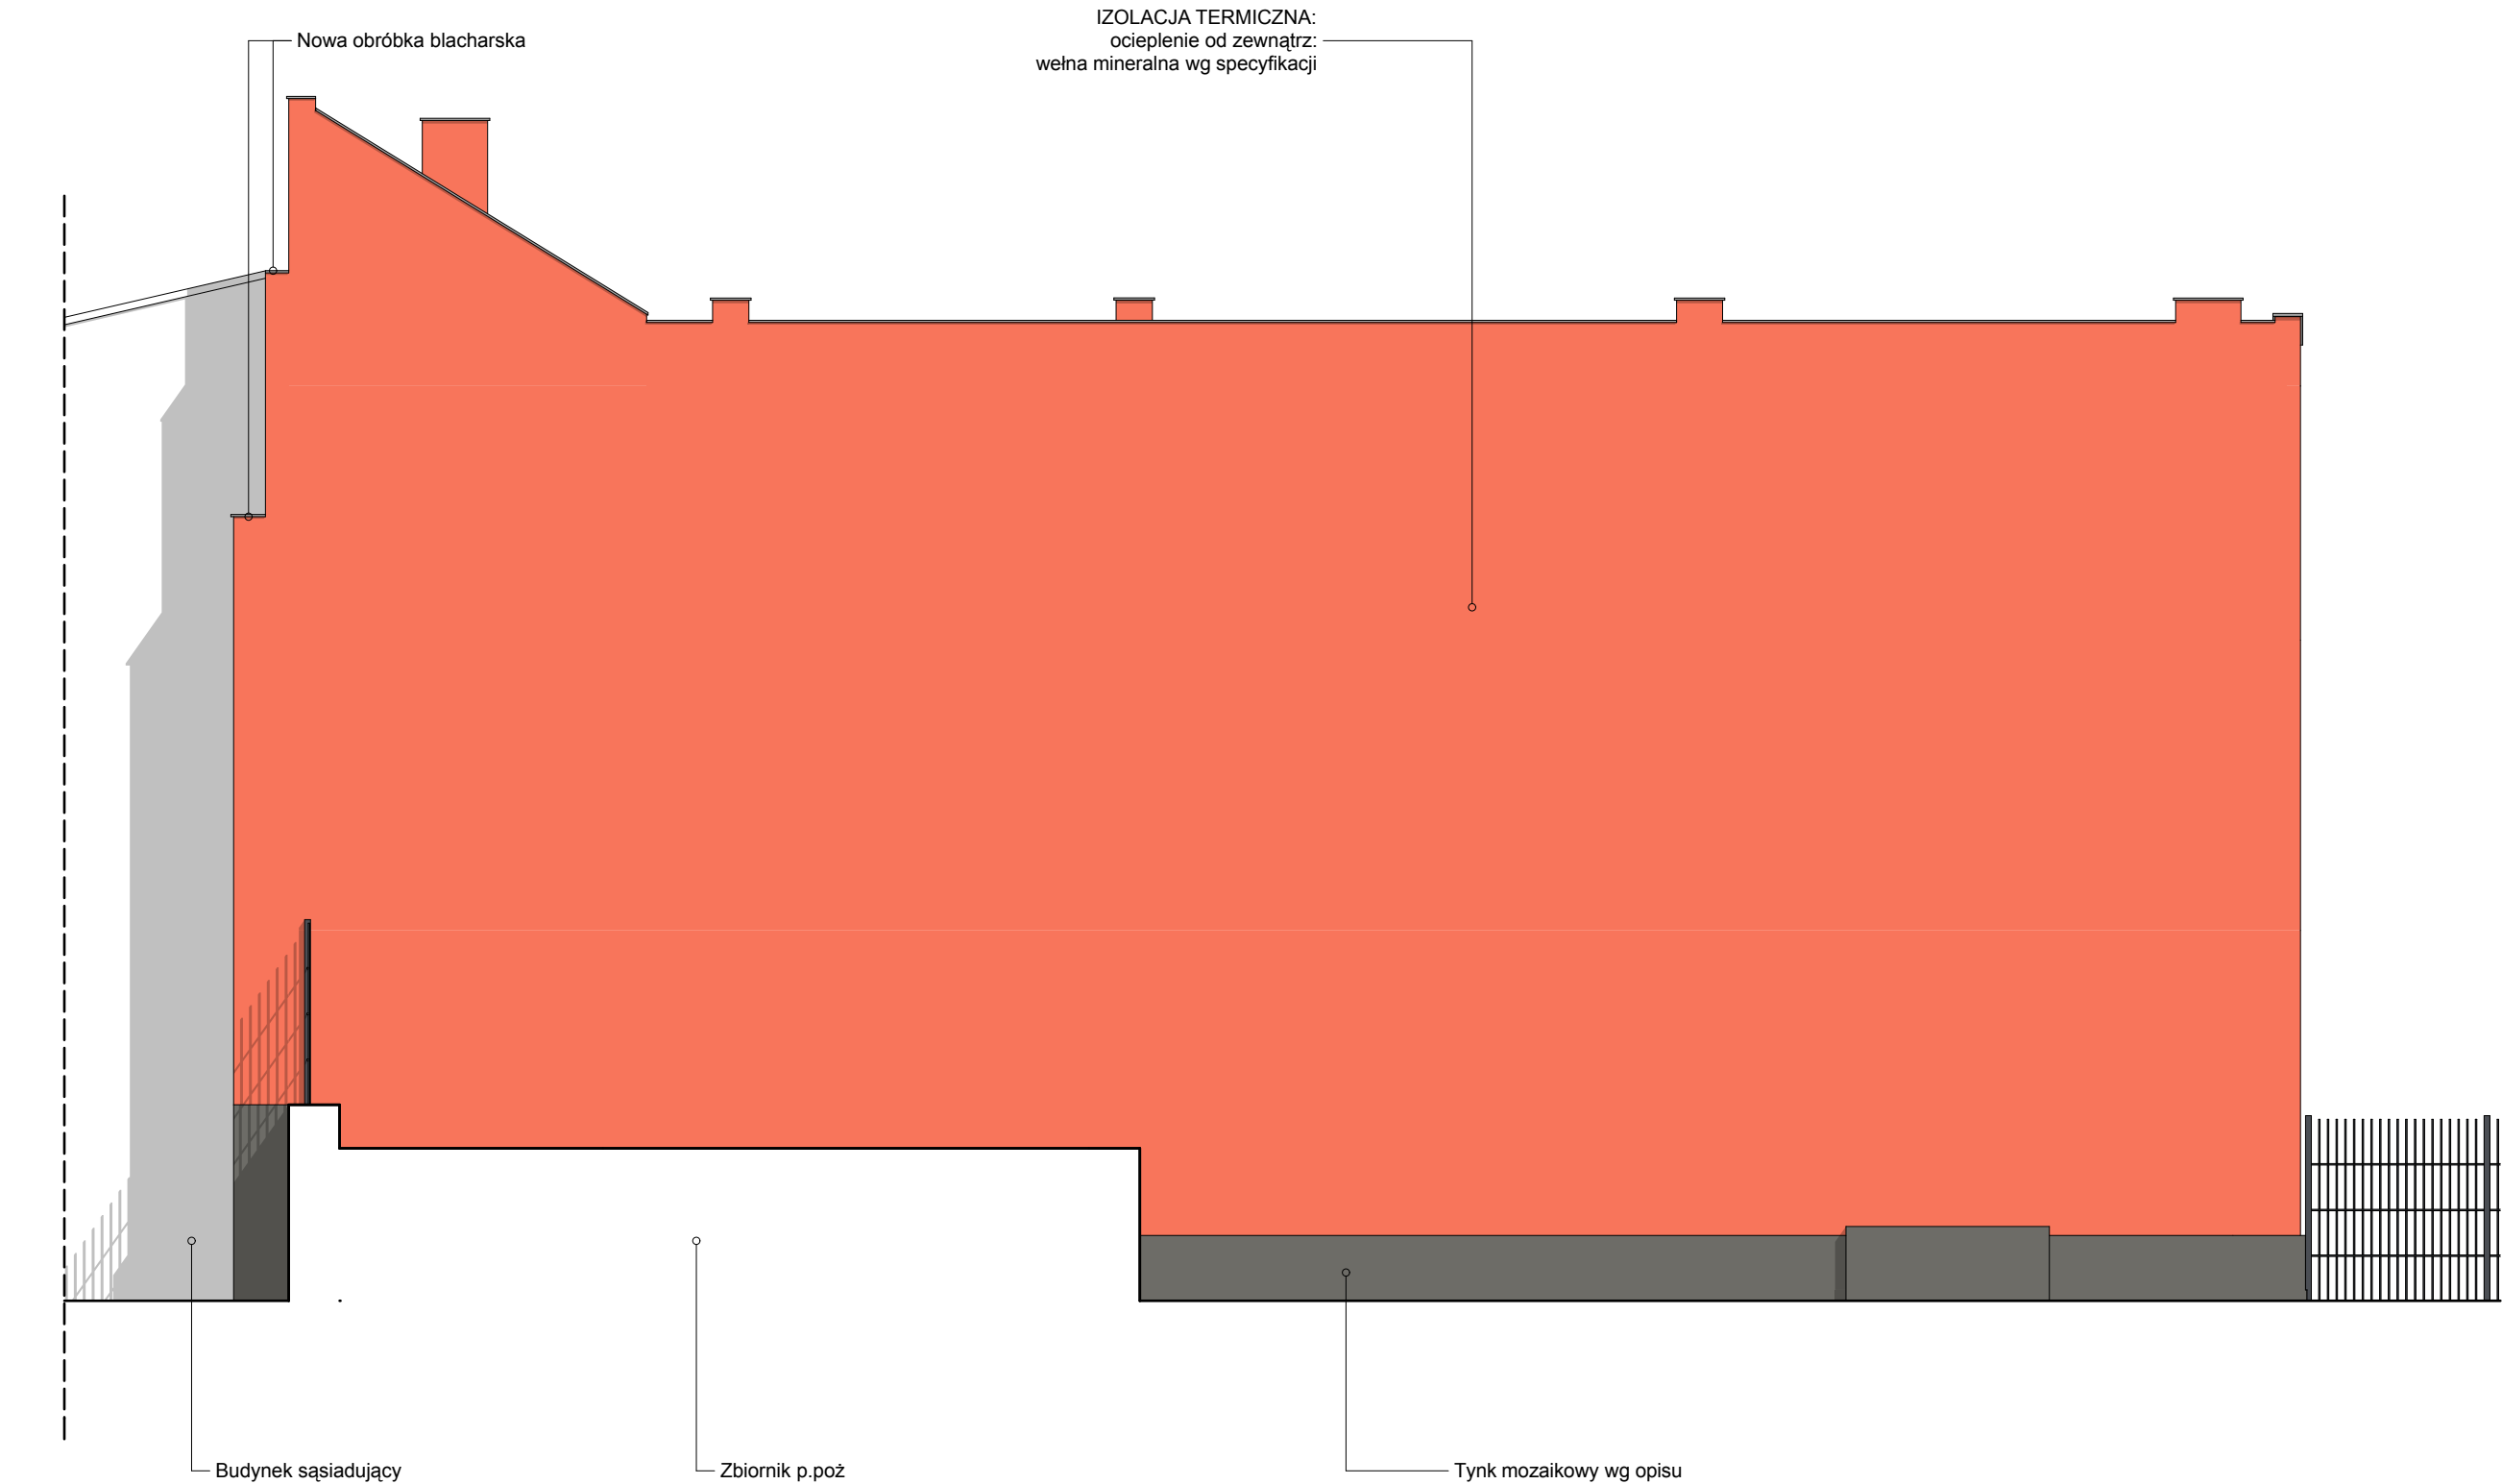 IZOLACJA TERMICZNA:
ocieplenie od zewnątrz:
wełna mineralna wg specyfikacji
Nowa obróbka blacharska
Budynek sąsiadujący
Zbiornik p.poż
Tynk mozaikowy wg opisu